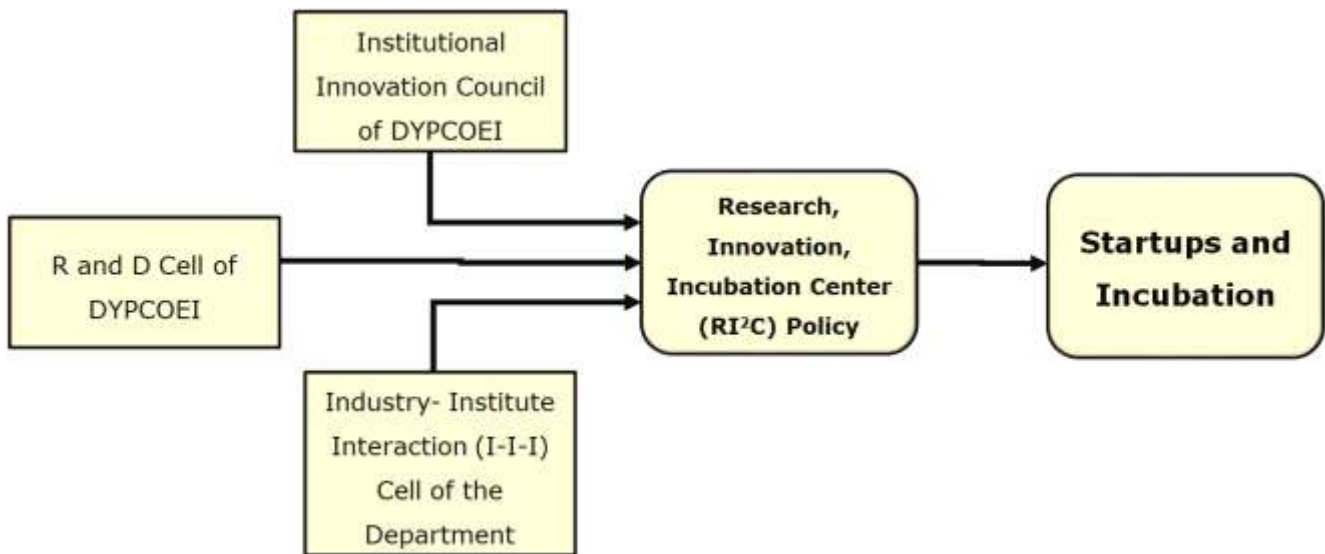 Institutional
Innovation Council
of DYPCOEI
R and D Cell of
DYPCOEI
Industry- Institute
Interaction (I-I-I)
Cell of the
Department
Research,
Innovation,
Incubation Center
(RI²C) Policy
Startups and
Incubation